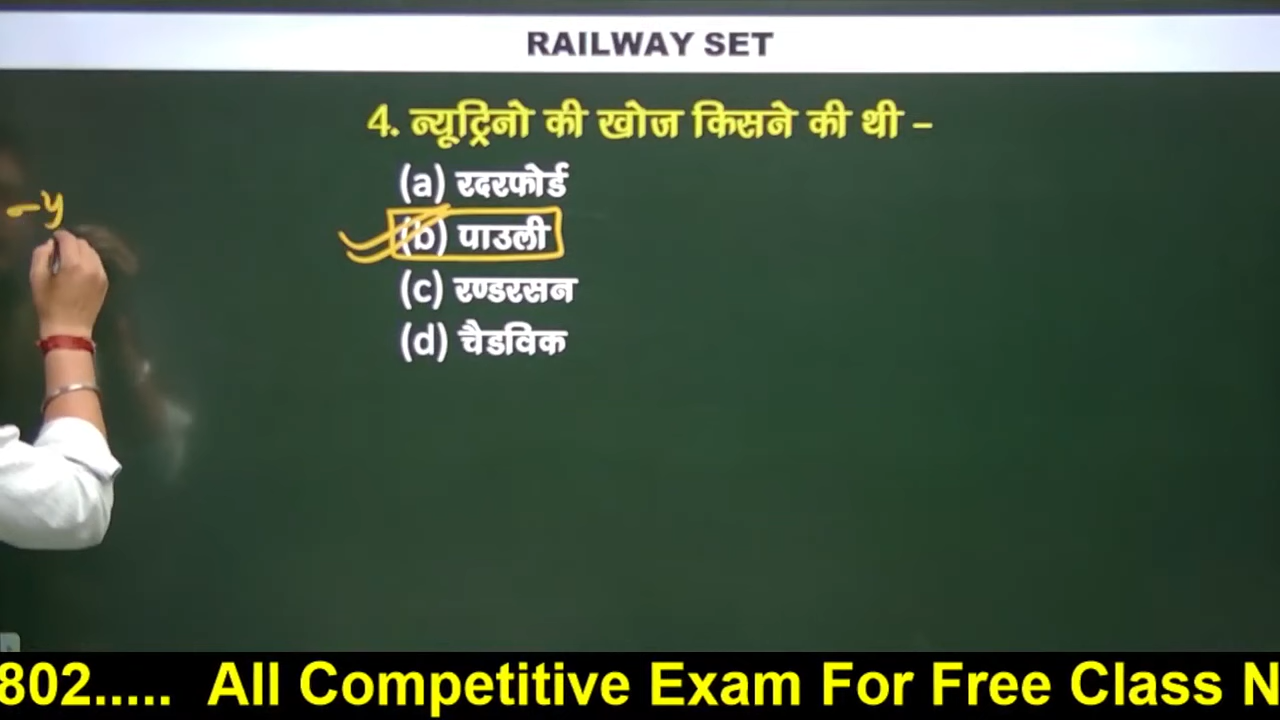 RAILWAY SET
4. न्यूट्रिनो की खोज किसने की थी –
(a) रदरफोर्ड
(b) पाउली
(c) रण्डरसन
(d) चैडविक
802..... All Competitive Exam For Free Class N